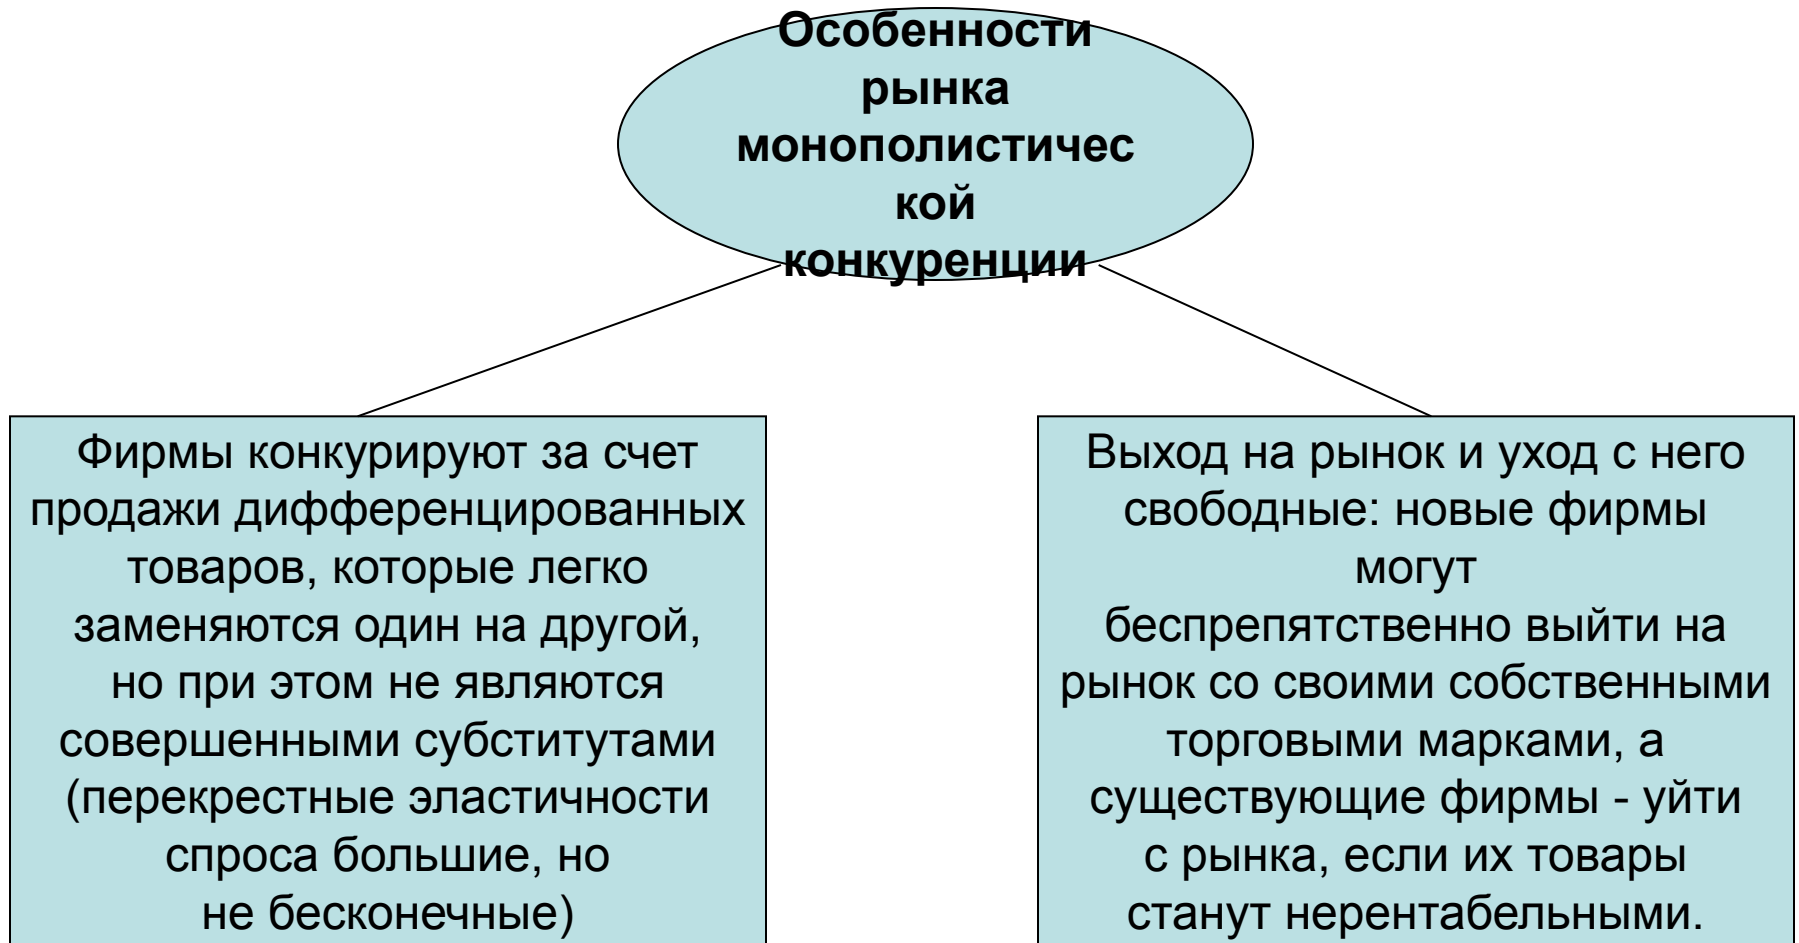 Особенности
рынка
монополистичес
кой
конкуренции
Фирмы конкурируют за счет
продажи дифференцированных
товаров, которые легко
заменяются один на другой,
но при этом не являются
совершенными субститутами
(перекрестные эластичности
спроса большие, но
не бесконечные)
Выход на рынок и уход с него
свободные: новые фирмы
могут
беспрепятственно выйти на
рынок со своими собственными
торговыми марками, а
существующие фирмы - уйти
с рынка, если их товары
станут нерентабельными.